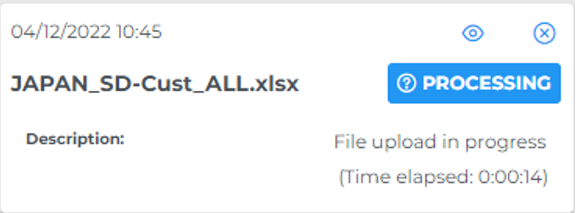 04/12/2022 10:45
JAPAN_SD-Cust_ALL.xlsx
PROCESSING
Description:
File upload in progress
(Time elapsed: 0:00:14)